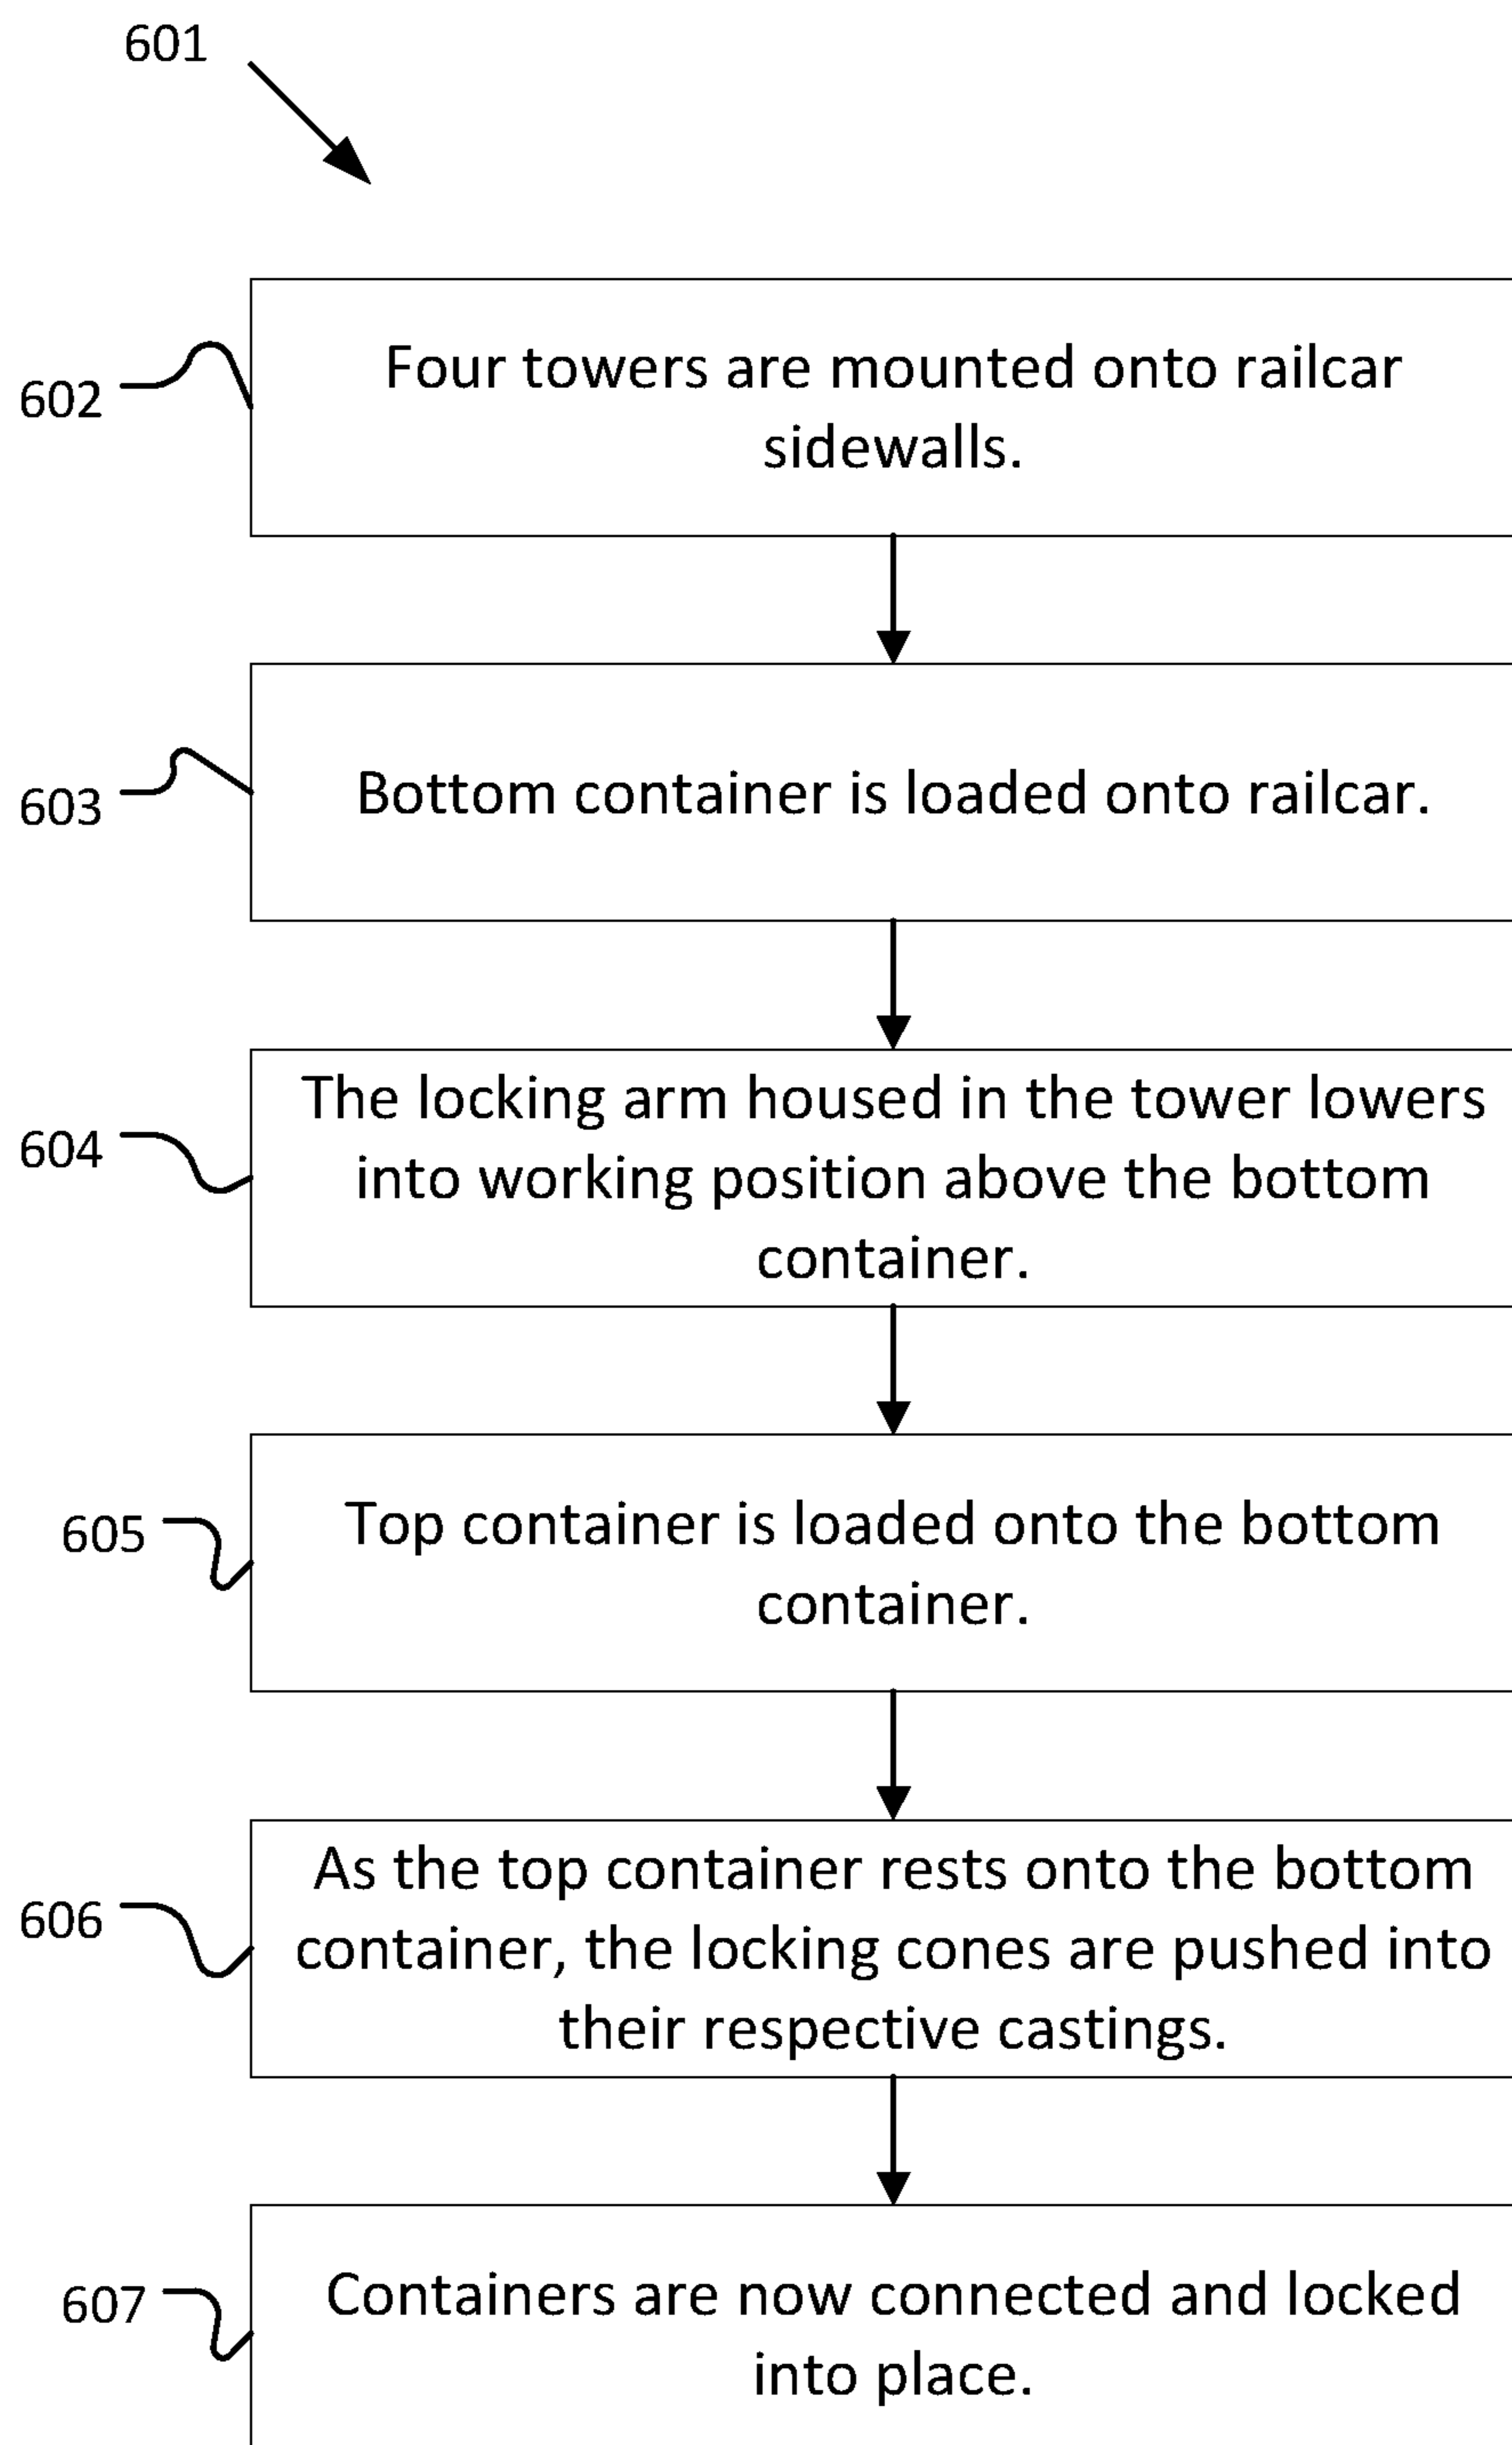 601
602
Four towers are mounted onto railcar
sidewalls.
603
Bottom container is loaded onto railcar.
604
The locking arm housed in the tower lowers
into working position above the bottom
container.
605
Top container is loaded onto the bottom
container.
606
As the top container rests onto the bottom
container, the locking cones are pushed into
their respective castings.
607
Containers are now connected and locked
into place.